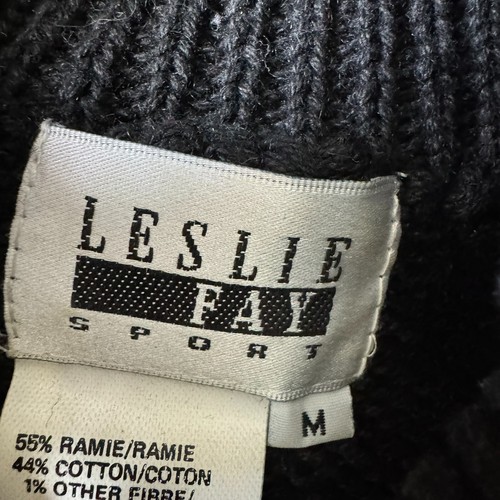 LESLIE
FAY
SPORT
M
55% RAMIE/RAMIE
44% COTTON/COTON
1% OTHER FIBRE/